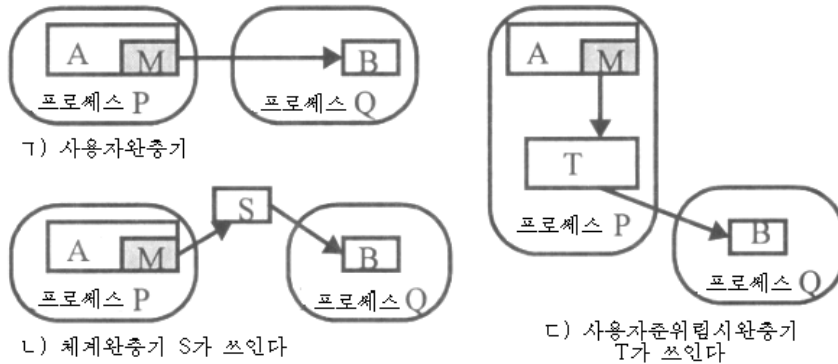 A M
프로쎄스 P
B
프로쎄스 Q
ㄱ) 사용자완충기
A M
프로쎄스 P
S
B
프로쎄스 Q
ㄴ) 체계완충기 S가 쓰인다
A M
T
프로쎄스 P
B
프로쎄스 Q
ㄷ) 사용자준위림시완충기
T가 쓰인다